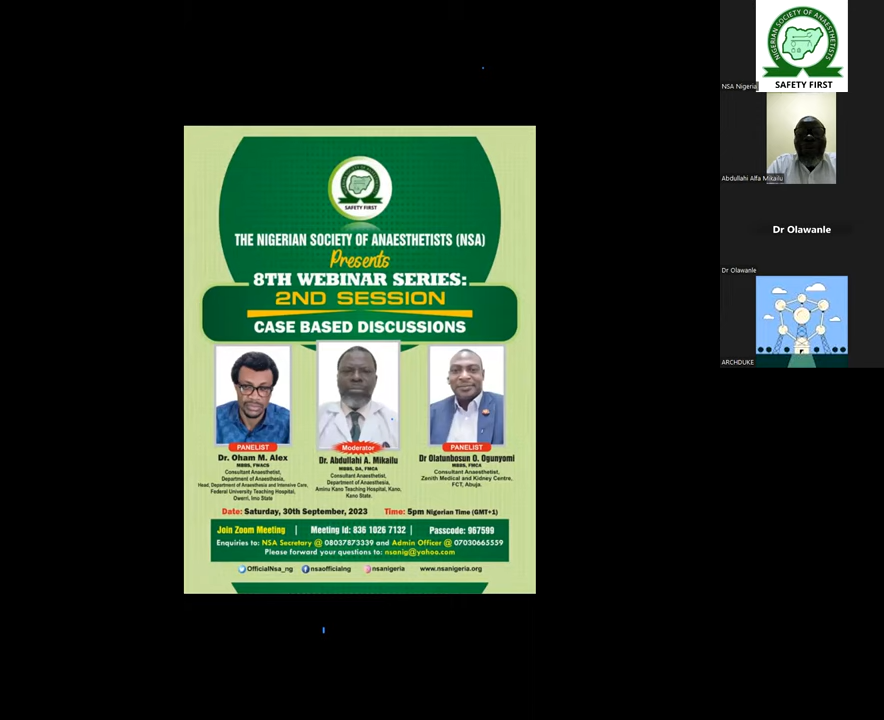 THE NIGERIAN SOCIETY OF ANAESTHETISTS (NSA)
Presents
8TH WEBINAR SERIES:
2ND SESSION
CASE BASED DISCUSSIONS
PANELIST
Dr. Oham M. Alex
MBBS, FWACS
Consultant Anaesthetist,
Department of Anaesthesia,
Head, Department of Anaesthesia and Intensive Care,
Federal University Teaching Hospital,
Owerri, Imo State
Moderator
Dr. Abdullahi A. Mikailu
MBBS, DA, FMCA
Consultant Anaesthetist,
Department of Anaesthesia,
Aminu Kano Teaching Hospital, Kano,
Kano State.
PANELIST
Dr Olatunbosun O. Ogunyomi
MBBS, FMCA
Consultant Anaesthetist,
Zenith Medical and Kidney Centre,
FCT, Abuja.
Date: Saturday, 30th September, 2023 Time: 5pm Nigerian Time (GMT+1)
Join Zoom Meeting | Meeting Id: 836 1026 7132 | Passcode: 967599
Enquiries to: NSA Secretary @ 08037873339 and Admin Officer @ 07030665559
Please forward your questions to: nsanig@yahoo.com
OfficialNsa_ng nsaofficialng nsanigeria www.nsanigeria.org
NIGERIAN SOCIETY OF ANAESTHETISTS
SAFETY FIRST
NSA Nigeria
Abdullahi Alfa Mikailu
Dr Olawanle
Dr Olawanle
ARCHDUKE